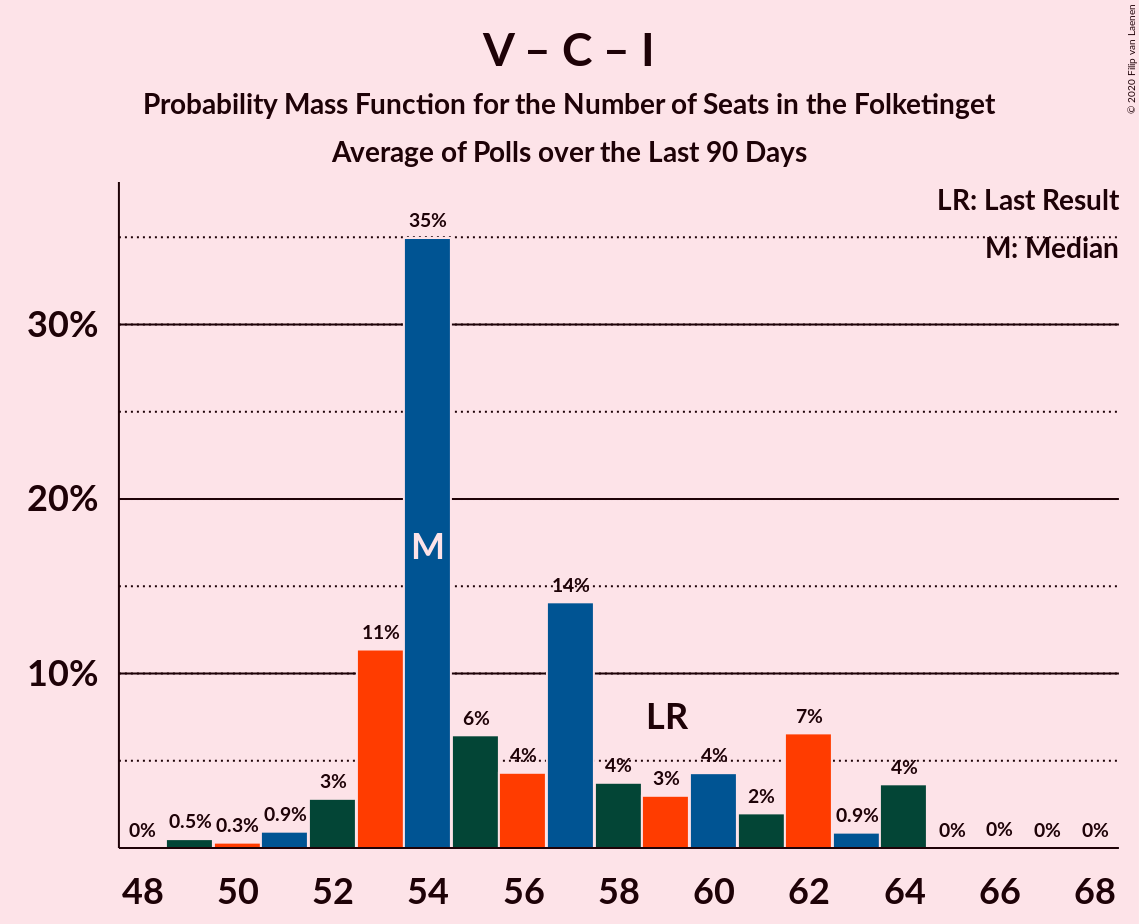 V – C – I
Probability Mass Function for the Number of Seats in the Folketinget
Average of Polls over the Last 90 Days
© 2020 Filip van Laenen
LR: Last Result
M: Median
30%
20%
10%
0%
0.5%
0.3%
0.9%
3%
11%
35%
M
6%
4%
14%
4%
LR
3%
4%
2%
7%
0.9%
4%
0%
0%
0%
0%
48 50 52 54 56 58 60 62 64 66 68